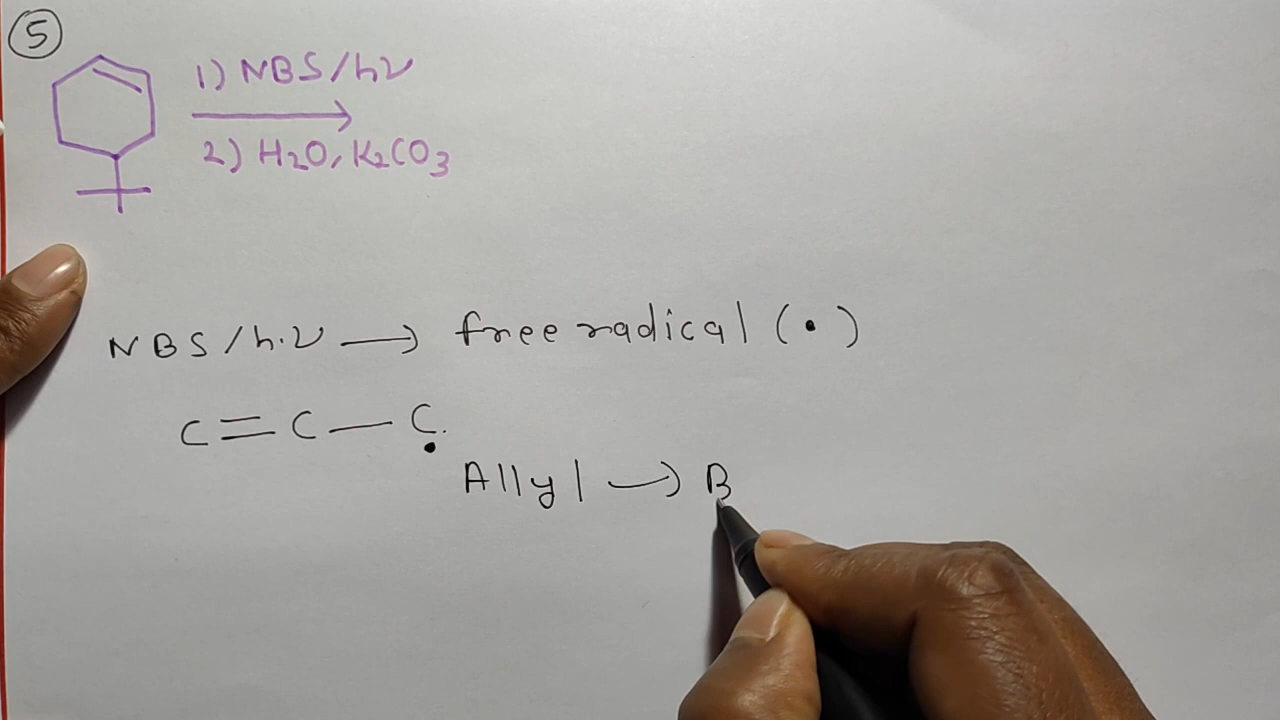 5
1) NBS/hν
2) H2O, K2CO3
NBS/h.ν → free radical (•)
C=C—C.
•
Allyl → B